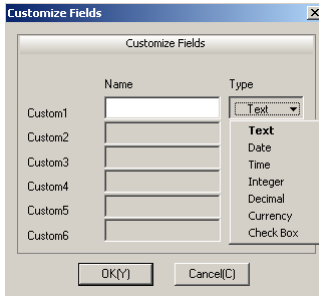 Customize Fields
Customize Fields
Name Type
Custom1 Text
Custom2 Text
Custom3 Date
Time
Custom4 Integer
Custom5 Decimal
Currency
Custom6 Check Box
OK(Y) Cancel(C)